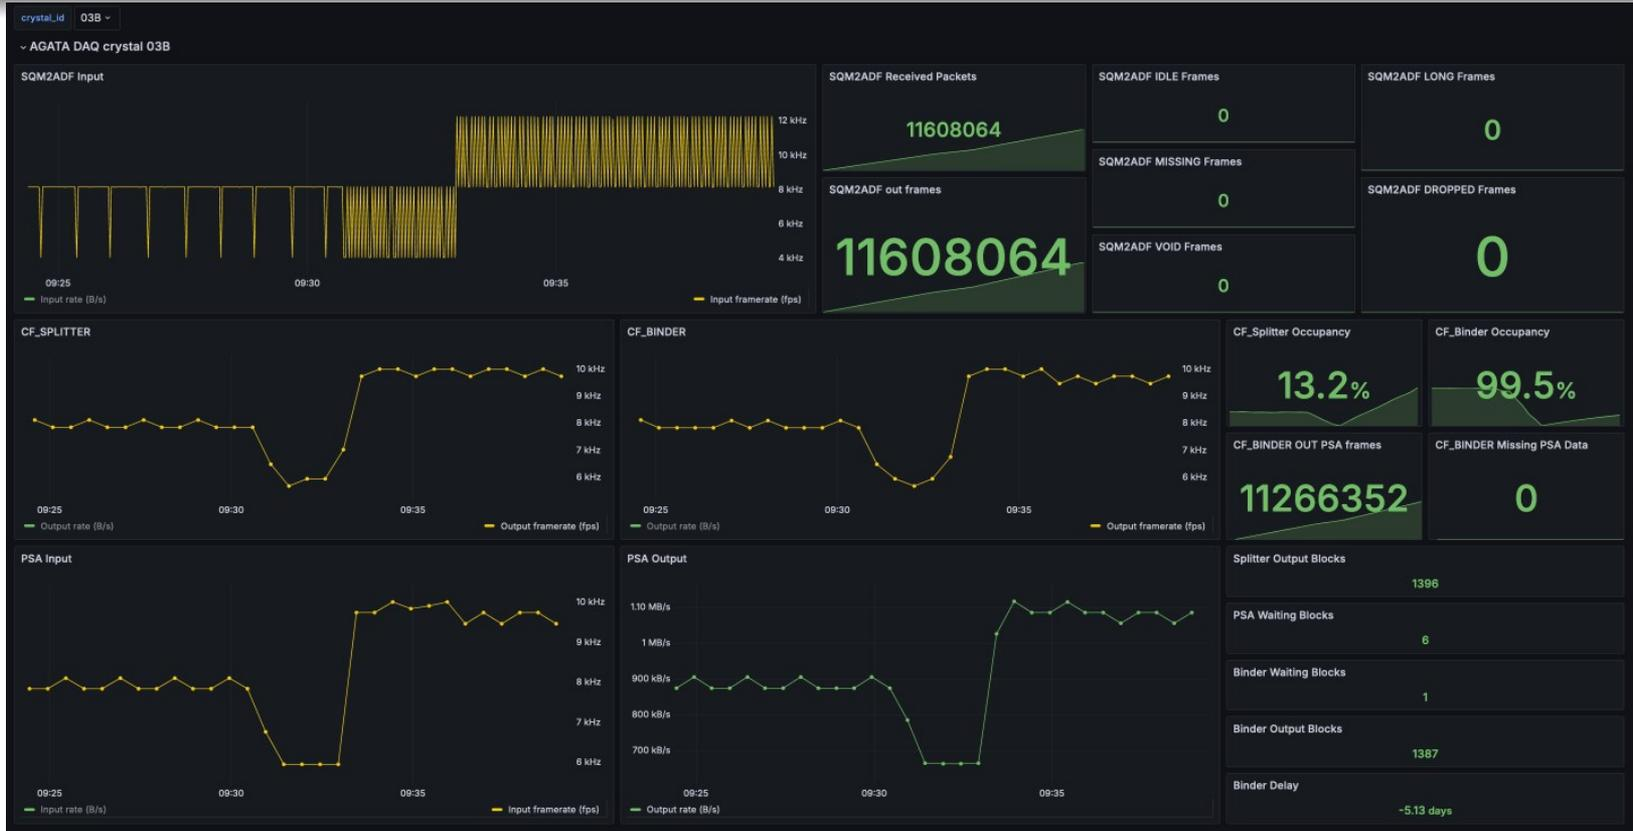 crystal_id 03B
AGATA DAQ crystal 03B
SQM2ADF Input
12 kHz
10 kHz
8 kHz
6 kHz
4 kHz
09:25 09:30 09:35
Input rate (B/s) Input framerate (fps)
SQM2ADF Received Packets
11608064
SQM2ADF out frames
11608064
SQM2ADF IDLE Frames
0
SQM2ADF MISSING Frames
0
SQM2ADF VOID Frames
0
SQM2ADF LONG Frames
0
SQM2ADF DROPPED Frames
0
CF_SPLITTER
10 kHz
9 kHz
8 kHz
7 kHz
6 kHz
09:25 09:30 09:35
Output rate (B/s) Output framerate (fps)
CF_BINDER
10 kHz
9 kHz
8 kHz
7 kHz
6 kHz
09:25 09:30 09:35
Output rate (B/s) Output framerate (fps)
CF_Splitter Occupancy
13.2%
CF_Binder Occupancy
99.5%
CF_BINDER OUT PSA frames
11266352
CF_BINDER Missing PSA Data
0
PSA Input
10 kHz
9 kHz
8 kHz
7 kHz
6 kHz
09:25 09:30 09:35
Input rate (B/s) Input framerate (fps)
PSA Output
1.10 MB/s
1 MB/s
900 kB/s
800 kB/s
700 kB/s
09:25 09:30 09:35
Output rate (B/s)
Splitter Output Blocks
1396
PSA Waiting Blocks
6
Binder Waiting Blocks
1
Binder Output Blocks
1387
Binder Delay
-5.13 days